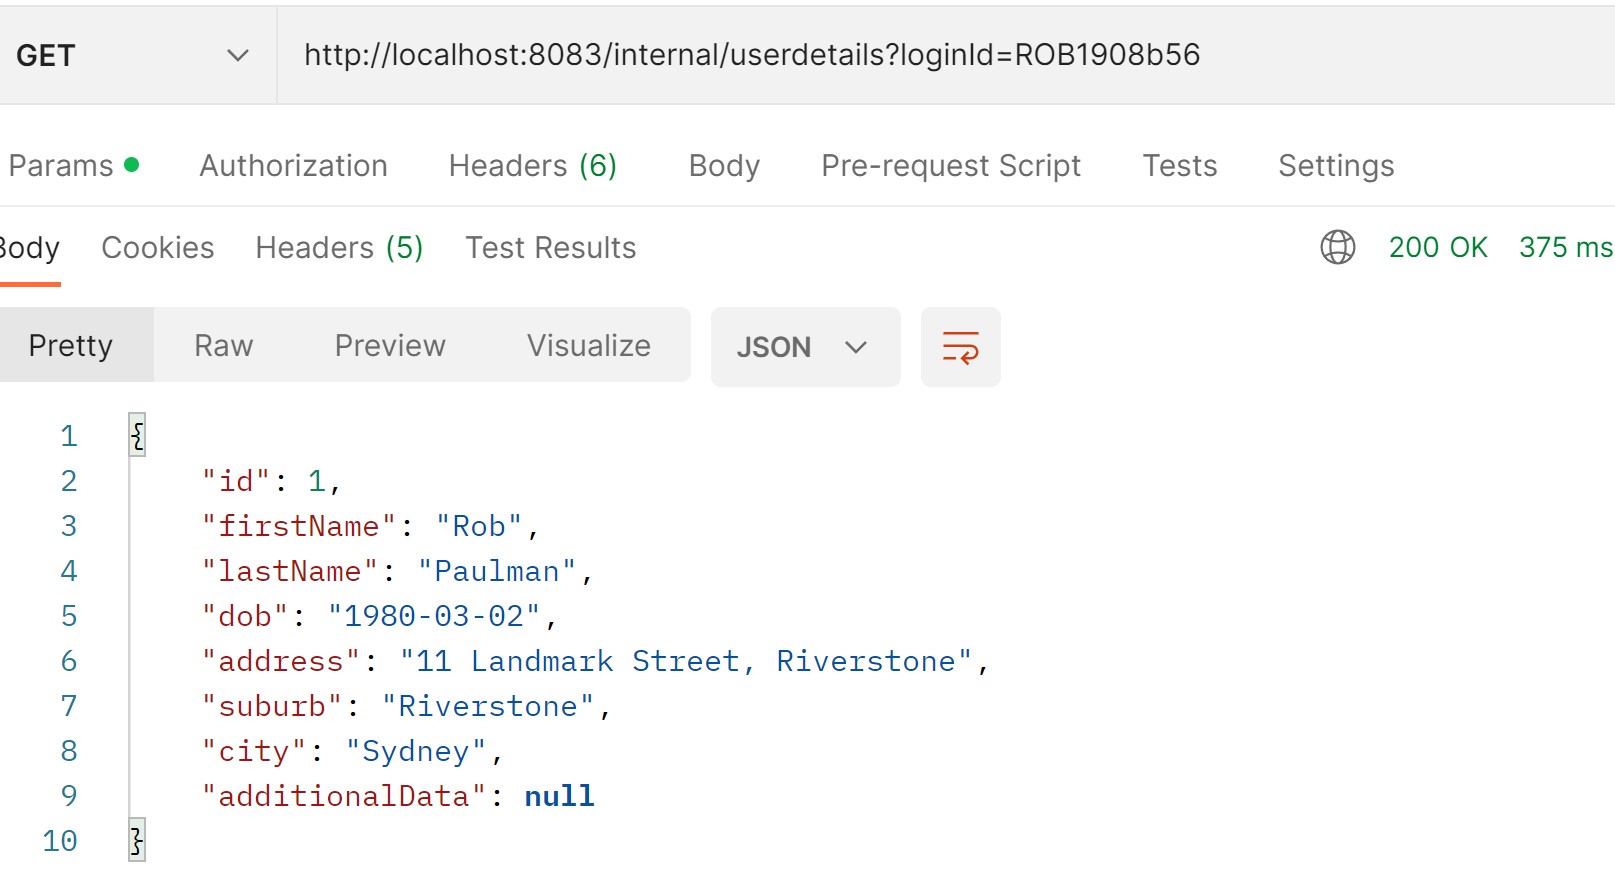 GET http://localhost:8083/internal/userdetails?loginId=ROB1908b56
Params Authorization Headers (6) Body Pre-request Script Tests Settings
Body Cookies Headers (5) Test Results 200 OK 375 ms
Pretty Raw Preview Visualize JSON
1 {
2 "id": 1,
3 "firstName": "Rob",
4 "lastName": "Paulman",
5 "dob": "1980-03-02",
6 "address": "11 Landmark Street, Riverstone",
7 "suburb": "Riverstone",
8 "city": "Sydney",
9 "additionalData": null
10 }